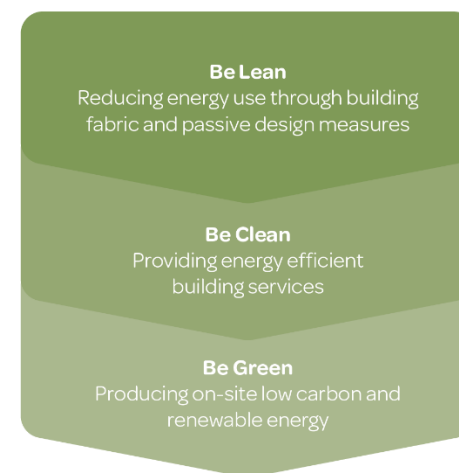 Be Lean
Reducing energy use through building
fabric and passive design measures
Be Clean
Providing energy efficient
building services
Be Green
Producing on-site low carbon and
renewable energy